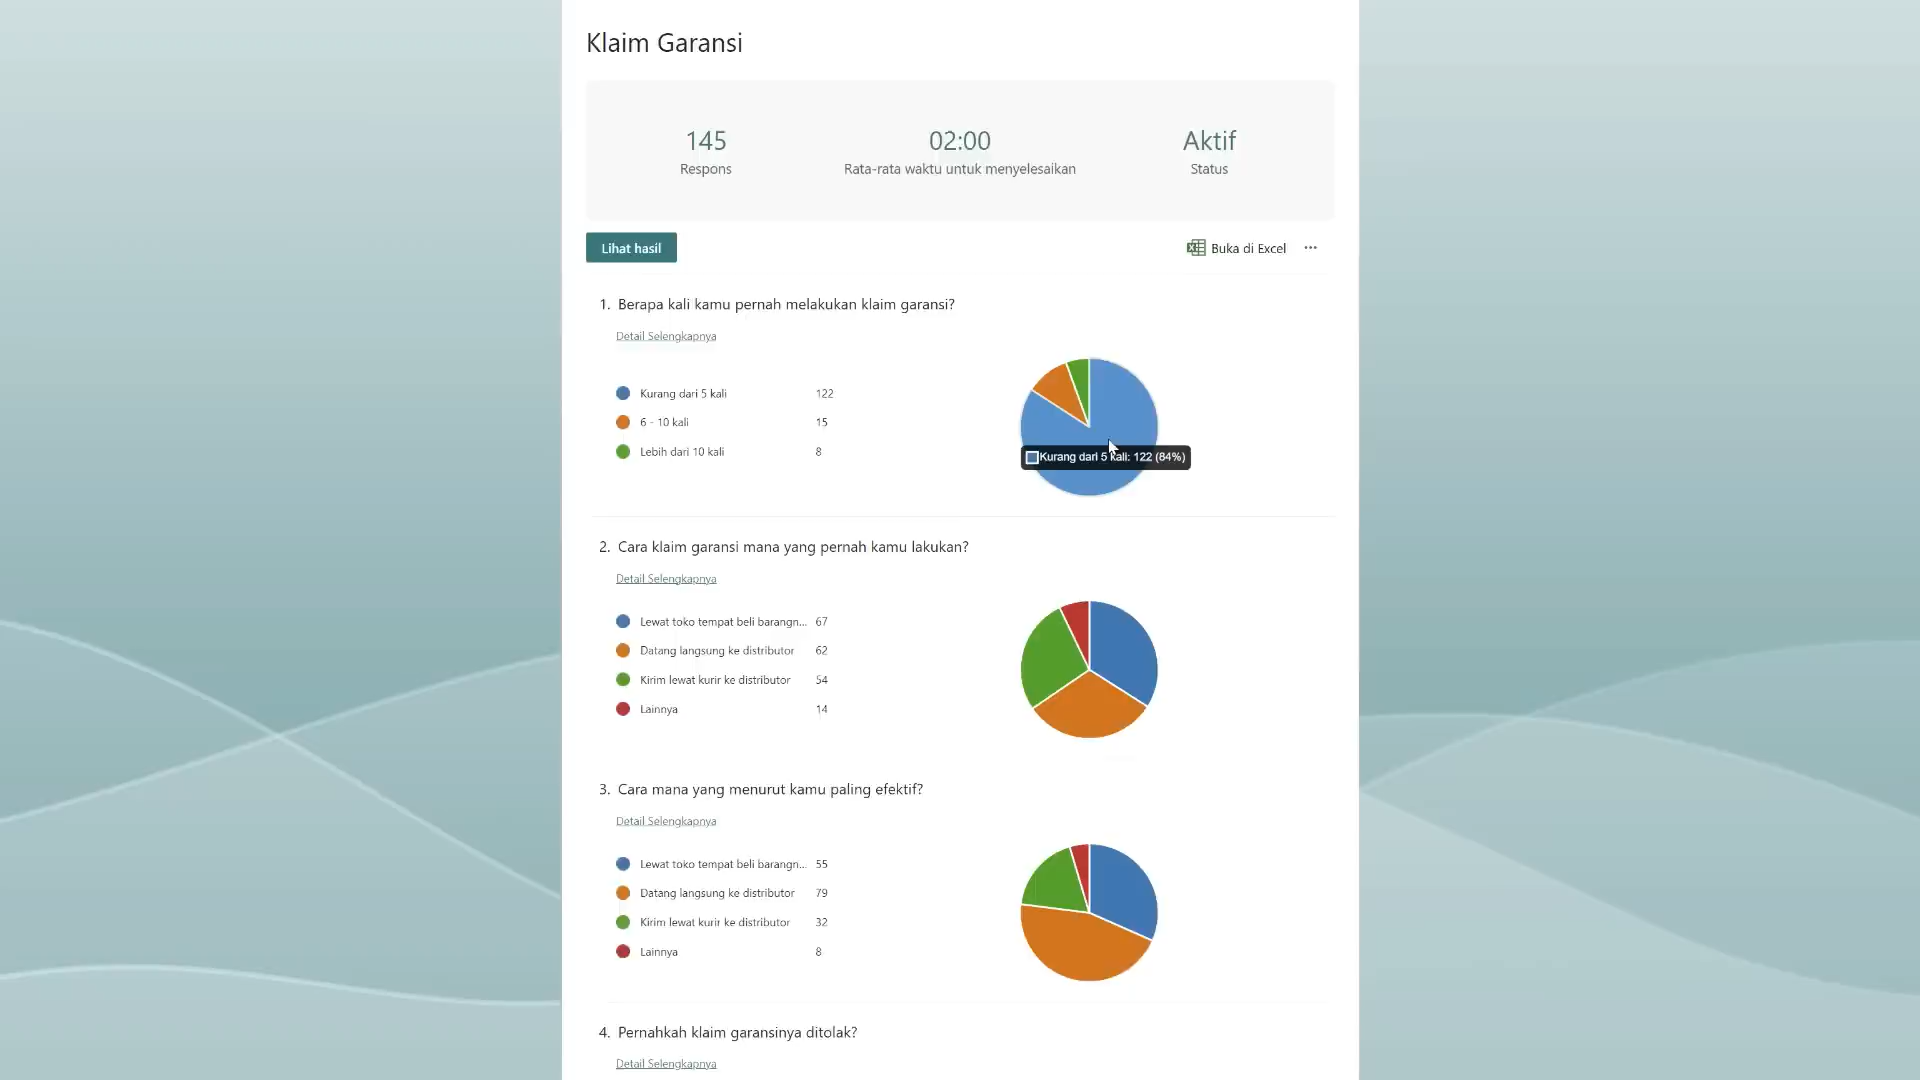 Klaim Garansi
145
Respons
02:00
Rata-rata waktu untuk menyelesaikan
Aktif
Status
Lihat hasil
Buka di Excel
1. Berapa kali kamu pernah melakukan klaim garansi?
Detail Selengkapnya
Kurang dari 5 kali 122
6 - 10 kali 15
Lebih dari 10 kali 8
Kurang dari 5 kali: 122 (84%)
2. Cara klaim garansi mana yang pernah kamu lakukan?
Detail Selengkapnya
Lewat toko tempat beli barangn... 67
Datang langsung ke distributor 62
Kirim lewat kurir ke distributor 54
Lainnya 14
3. Cara mana yang menurut kamu paling efektif?
Detail Selengkapnya
Lewat toko tempat beli barangn... 55
Datang langsung ke distributor 79
Kirim lewat kurir ke distributor 32
Lainnya 8
4. Pernahkah klaim garansinya ditolak?
Detail Selengkapnya